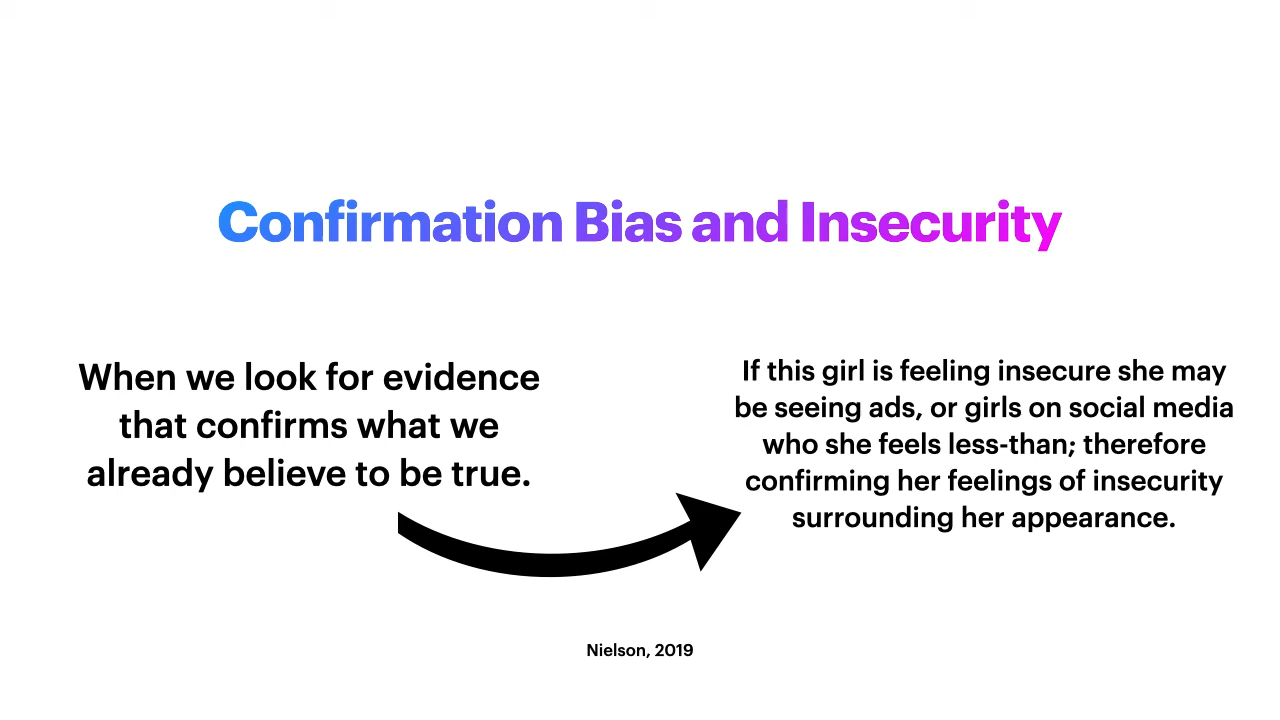 Confirmation Bias and Insecurity
When we look for evidence
that confirms what we
already believe to be true.
If this girl is feeling insecure she may
be seeing ads, or girls on social media
who she feels less-than; therefore
confirming her feelings of insecurity
surrounding her appearance.
Nielson, 2019